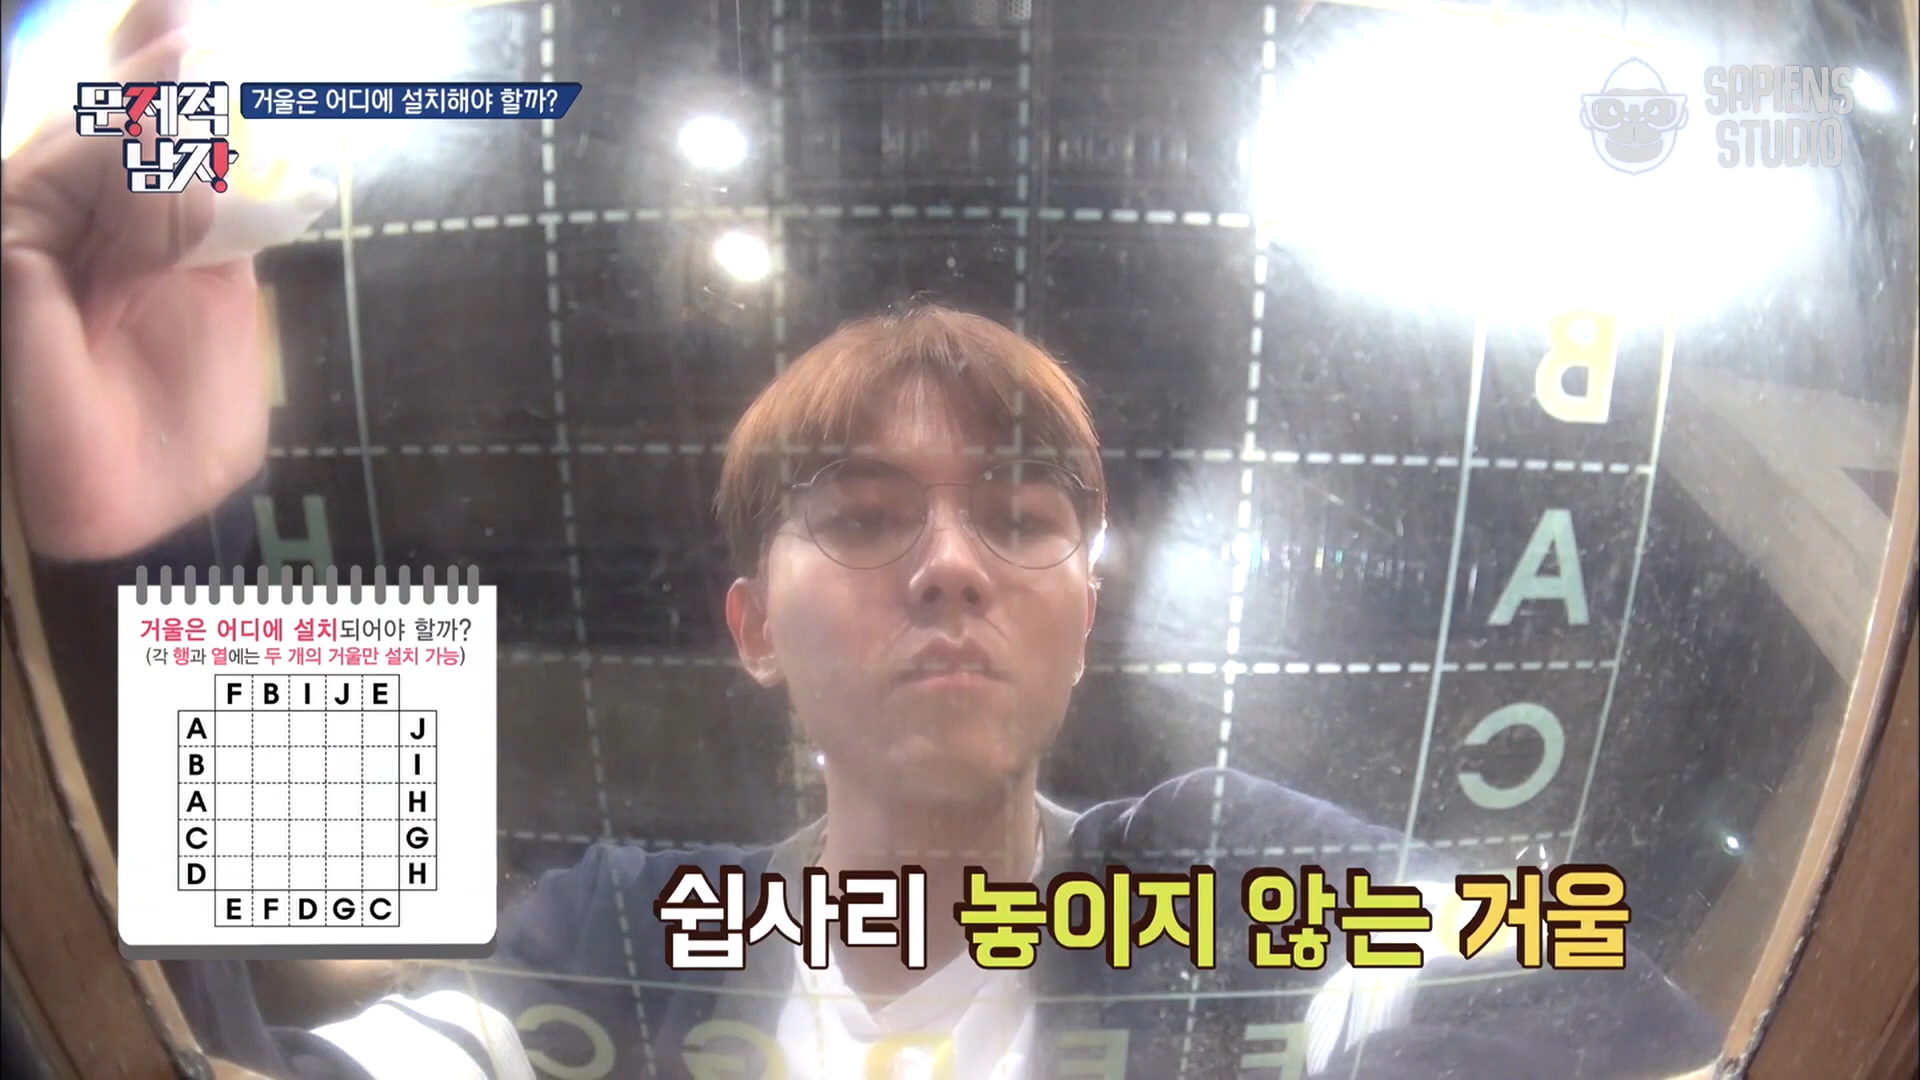 문제적
남자
거울은 어디에 설치해야 할까?
SAPIENS
STUDIO
B
A
C
H
거울은 어디에 설치되어야 할까?
(각 행과 열에는 두 개의 거울만 설치 가능)
F B I J E
A J
B I
A H
C G
D H
E F D G C
쉽사리 놓이지 않는 거울
C G D F E